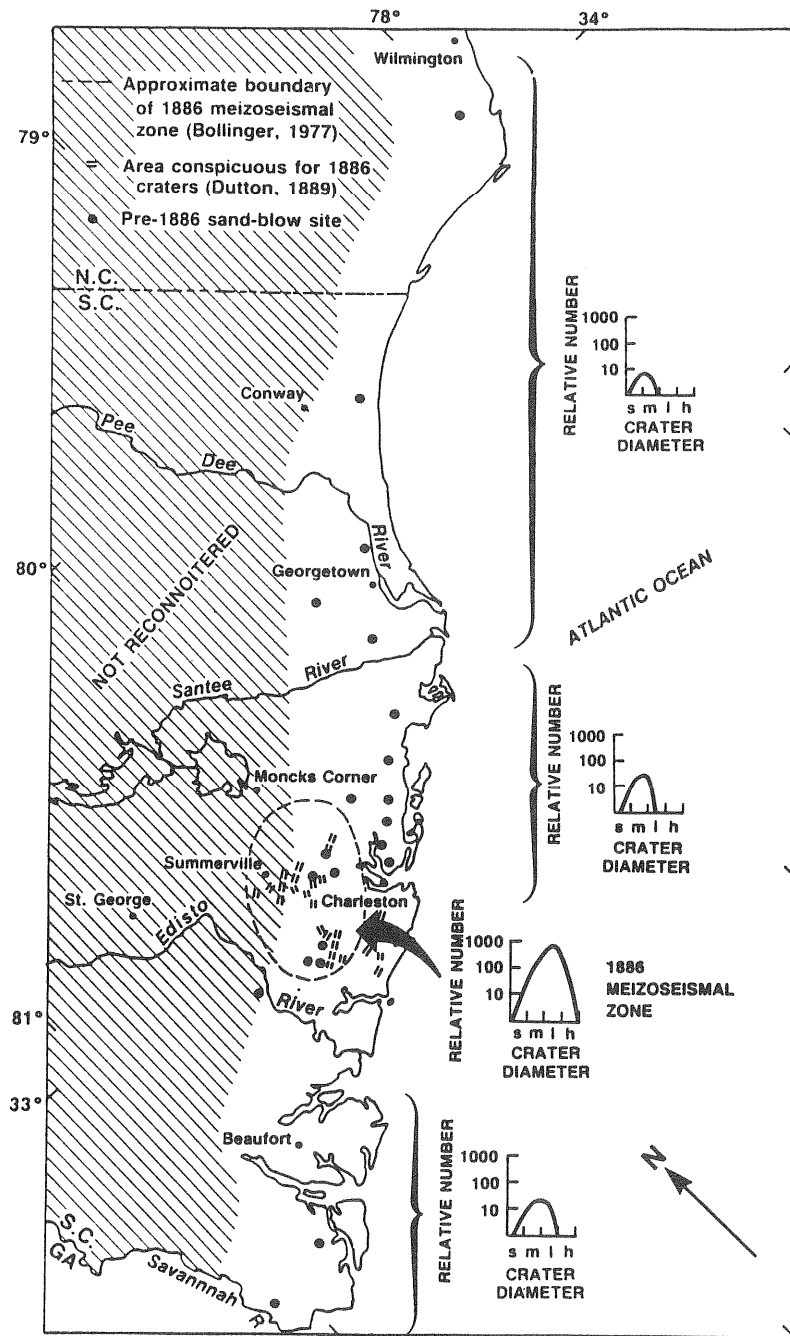 78°
34°
Wilmington
Approximate boundary
of 1886 meizoseismal
zone (Bollinger, 1977)
79°
Area conspicuous for 1886
craters (Dutton, 1889)
Pre-1886 sand-blow site
N.C.
S.C.
RELATIVE NUMBER
1000
100
10
s m l h
CRATER
DIAMETER
Conway
Pee
Dee
River
NOT RECONNOITERED
80°
Georgetown
ATLANTIC OCEAN
Santee
River
RELATIVE NUMBER
1000
100
10
s m l h
CRATER
DIAMETER
Moncks Corner
Summerville
St. George
Charleston
Edisto
River
RELATIVE NUMBER
1000
100
10
s m l h
CRATER
DIAMETER
1886
MEIZOSEISMAL
ZONE
81°
33°
Beaufort
RELATIVE NUMBER
1000
100
10
s m l h
CRATER
DIAMETER
N
S.C.
GA
Savannnah
R